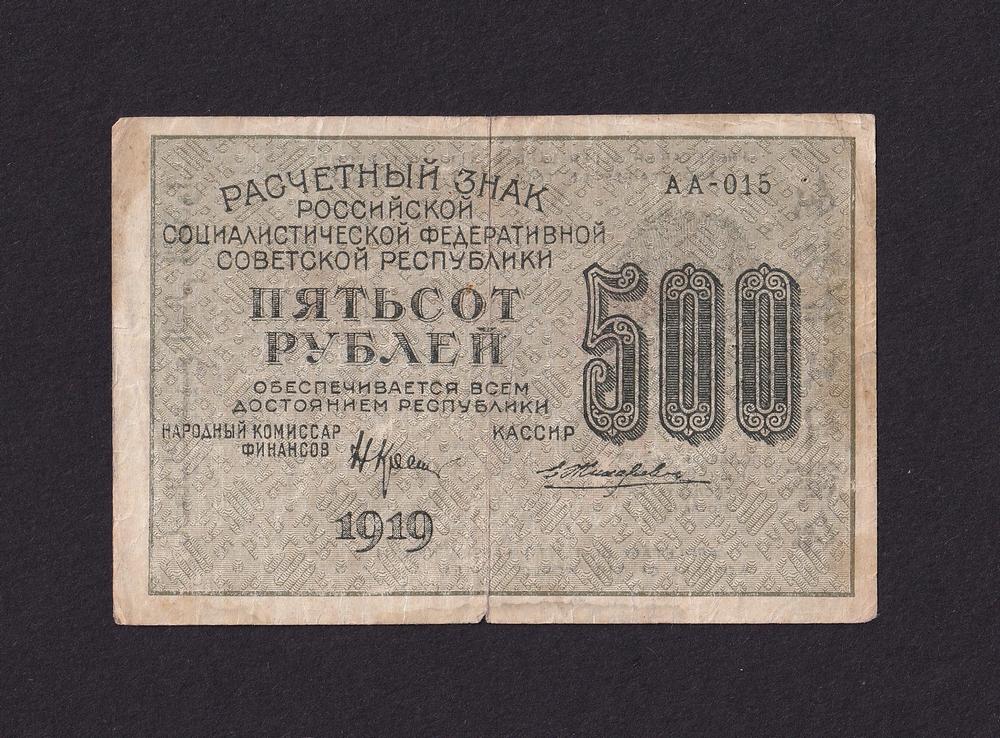 РАСЧЕТНЫЙ ЗНАК
АА-015
РОССИЙСКОЙ
СОЦИАЛИСТИЧЕСКОЙ ФЕДЕРАТИВНОЙ
СОВЕТСКОЙ РЕСПУБЛИКИ
ПЯТЬСОТ
РУБЛЕЙ
500
ОБЕСПЕЧИВАЕТСЯ ВСЕМ
ДОСТОЯНИЕМ РЕСПУБЛИКИ
НАРОДНЫЙ КОМИССАР
ФИНАНСОВ
КАССИР
1919